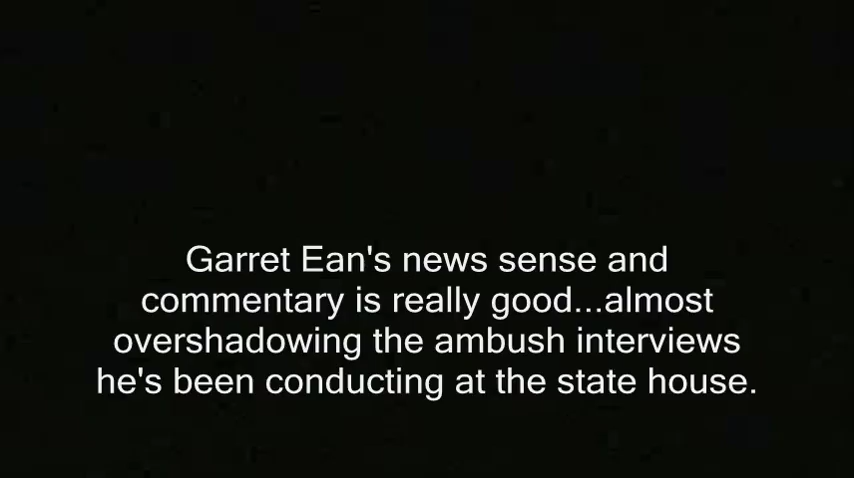 Garret Ean's news sense and
commentary is really good...almost
overshadowing the ambush interviews
he's been conducting at the state house.